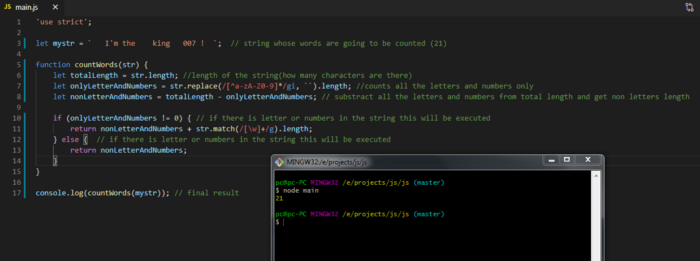 main.js
1 `use strict`;
2
3 let mystr = `   I'm the    king   007 !  `;  // string whose words are going to be counted (21)
4
5 function countWords(str) {
6     let totalLength = str.length; //length of the string(how many characters are there)
7     let onlyLetterAndNumbers = str.replace(/[^a-zA-Z0-9]*/gi, ``).length; //counts all the letters and numbers only
8     let nonLetterAndNumbers = totalLength - onlyLetterAndNumbers; // substract all the letters and numbers from total length and get non letters length
9
10     if (onlyLetterAndNumbers != 0) { // if there is letter or numbers in the string this will be executed
11         return nonLetterAndNumbers + str.match(/[\w]+/g).length;
12     } else {  // if there is letter or numbers in the string this will be executed
13         return nonLetterAndNumbers;
14     }
15 }
16
17 console.log(countWords(mystr)); // final result
MINGW32:/e/projects/js/js
pc@pc-PC MINGW32 /e/projects/js/js (master)
$ node main
21
pc@pc-PC MINGW32 /e/projects/js/js (master)
$